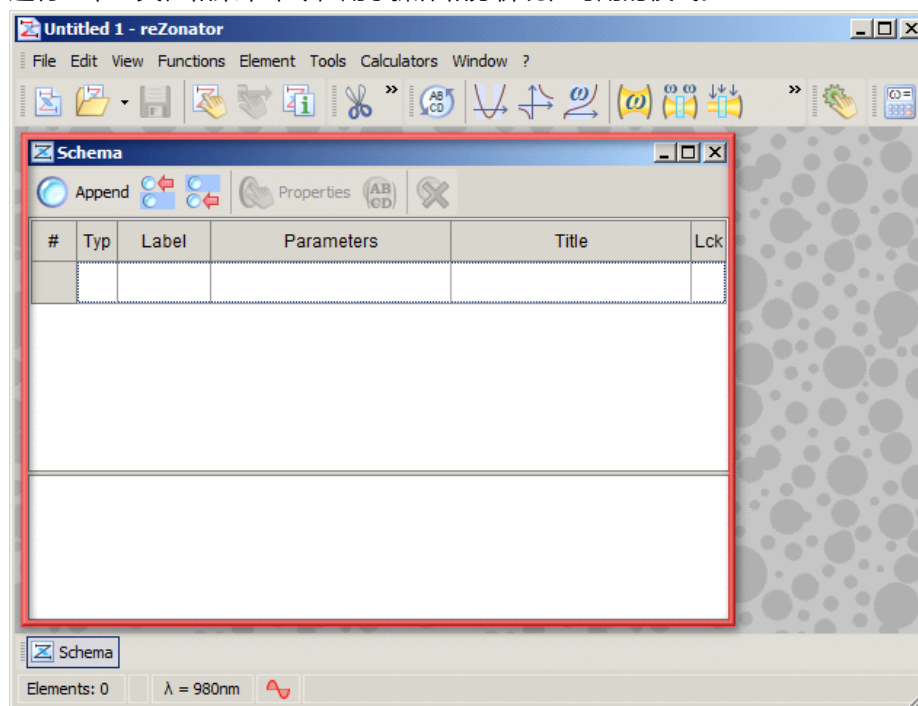 Untitled 1 - reZonator
File Edit View Functions Element Tools Calculators Window ?
Schema
Append Properties AB CD
# Typ Label Parameters Title Lck
Schema
Elements: 0 λ = 980nm